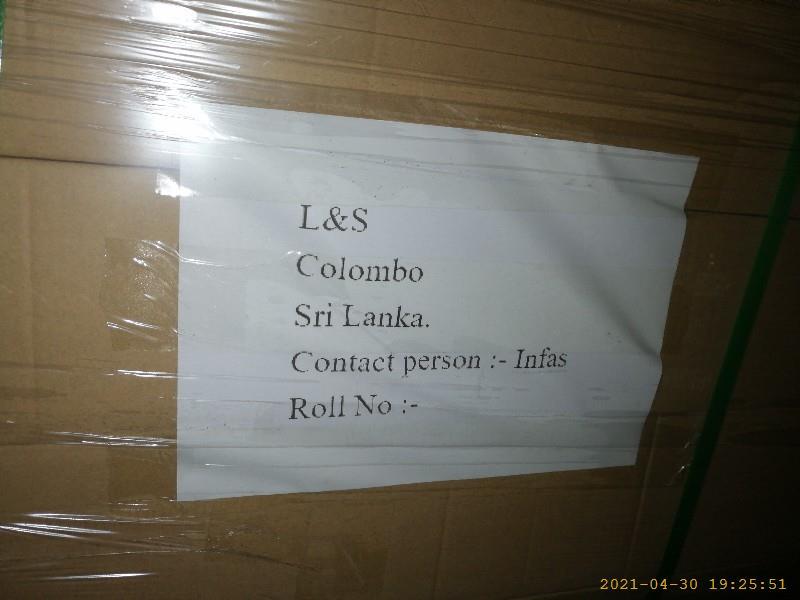 L&S
Colombo
Sri Lanka.
Contact person :- Infas
Roll No :-
2021-04-30 19:25:51